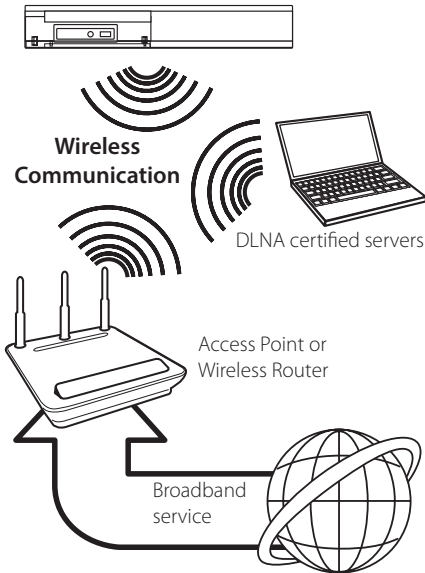 Wireless
Communication
DLNA certified servers
Access Point or
Wireless Router
Broadband
service